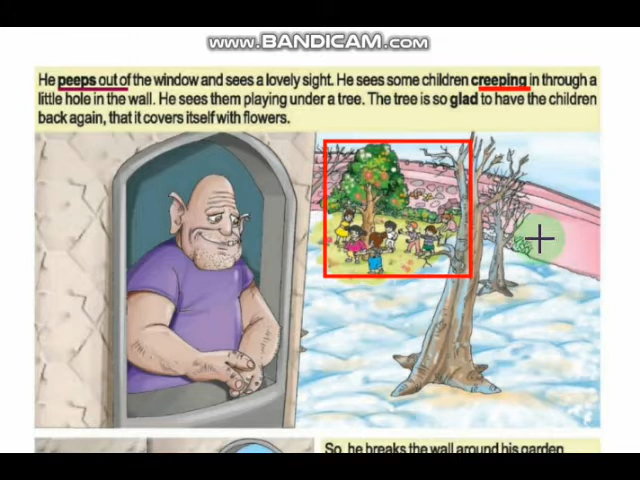 www.BANDICAM.com
He peeps out of the window and sees a lovely sight. He sees some children creeping in through a
little hole in the wall. He sees them playing under a tree. The tree is so glad to have the children
back again, that it covers itself with flowers.
So, he breaks the wall around his garden